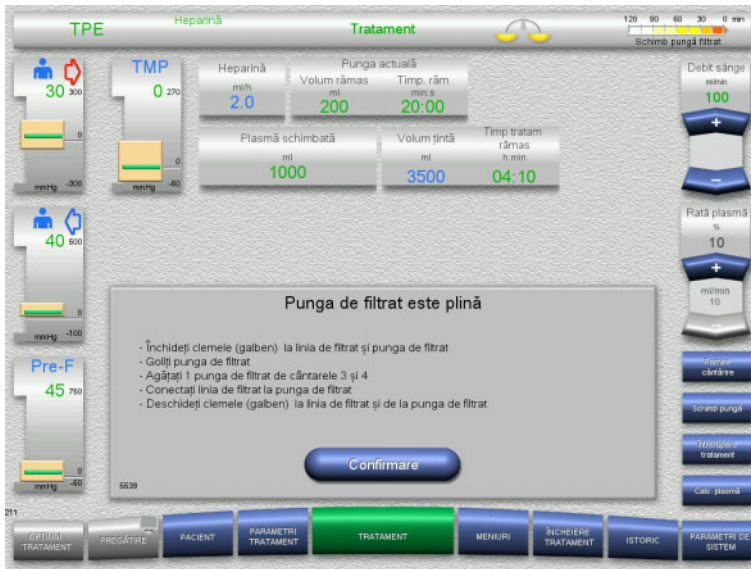 TPE
Heparină
Tratament
120 90 60 30 0 min
Schimb pungă filtrat
30 300
0
mmHg -300
TMP
0 270
0
mmHg -60
Heparină
ml/h
2.0
Punga actuală
Volum rămas
ml
200
Timp. răm
min:s
20:00
Plasmă schimbată
ml
1000
Volum țintă
ml
3500
Timp tratam
rămas
h:min
04:10
Debit sânge
ml/min
100
+
–
40 500
0
mmHg -100
Rată plasmă
%
10
+
ml/min
10
–
Pre-F
45 750
0
mmHg -50
Punga de filtrat este plină
- Închideți clemele (galben) la linia de filtrat și punga de filtrat
- Goliți punga de filtrat
- Agățați 1 punga de filtrat de cântarele 3 și 4
- Conectați linia de filtrat la punga de filtrat
- Deschideți clemele (galben) la linia de filtrat și de la punga de filtrat
Confirmare
5539
Pornire
cântărire
Schimb pungă
Întrerupere
tratament
Calc. plasmă
211
OPȚIUNI
TRATAMENT
PREGĂTIRE
PACIENT
PARAMETRI
TRATAMENT
TRATAMENT
MENIURI
ÎNCHEIERE
TRATAMENT
ISTORIC
PARAMETRI DE
SISTEM